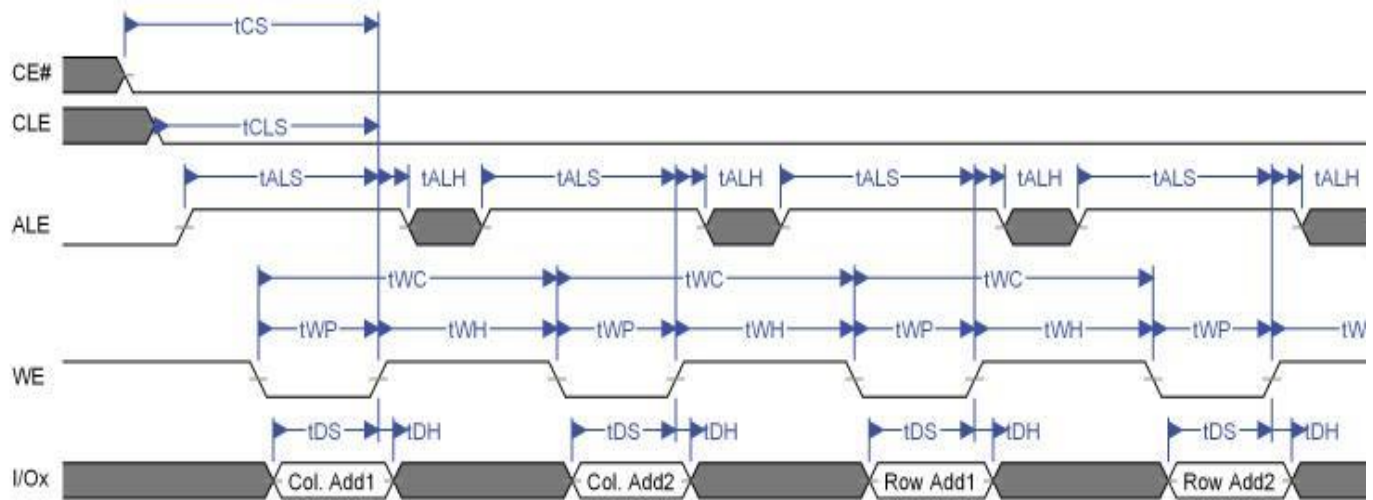 tCS
CE#
CLE
tCLS
tALS tALH tALS tALH tALS tALH tALS tALH
ALE
tWC tWC tWC
tWP tWH tWP tWH tWP tWH tWP tW
WE
tDS tDH tDS tDH tDS tDH tDS tDH
I/Ox Col. Add1 Col. Add2 Row Add1 Row Add2